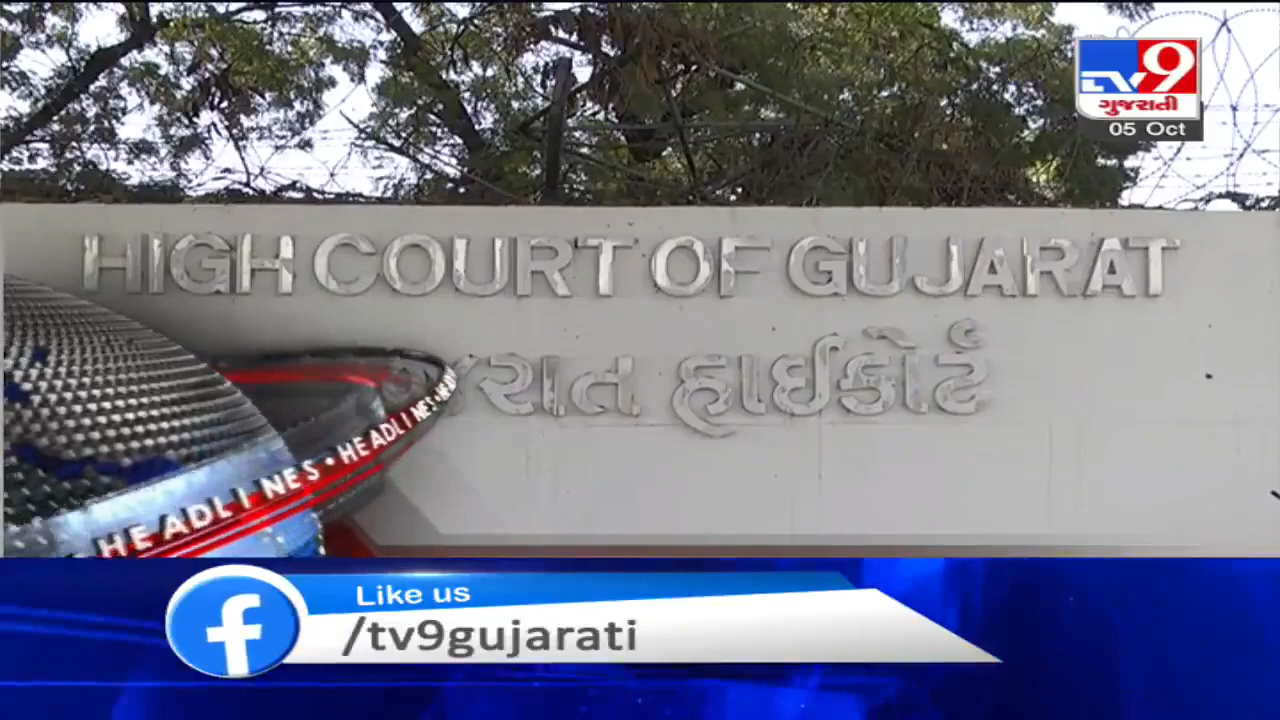 TV9
ગુજરાતી
05 Oct
HIGH COURT OF GUJARAT
હાઈકોર્ટ
HEADLINES • HEADLINES •
Like us
/tv9gujarati